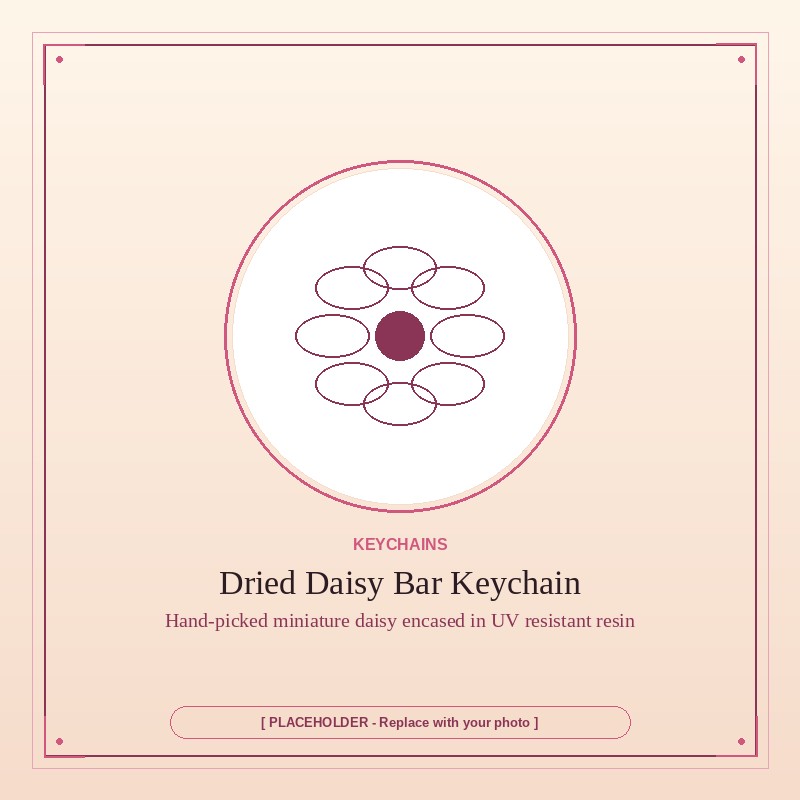 KEYCHAINS
Dried Daisy Bar Keychain
Hand-picked miniature daisy encased in UV resistant resin
[ PLACEHOLDER - Replace with your photo ]